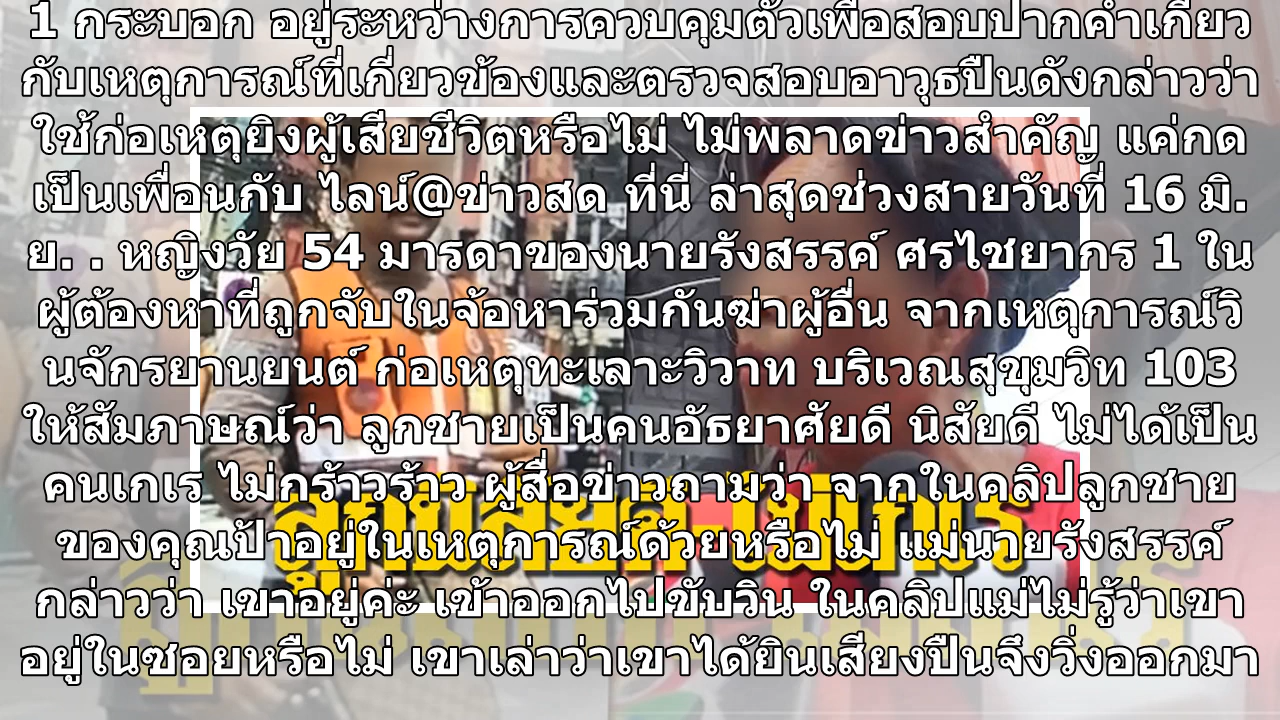 1 กระบอก อยู่ระหว่างการควบคุมตัวเพื่อสอบปากคำเกี่ยว
กับเหตุการณ์ที่เกี่ยวข้องและตรวจสอบอาวุธปืนดังกล่าวว่า
ใช้ก่อเหตุยิงผู้เสียชีวิตหรือไม่ ไม่พลาดข่าวสำคัญ แค่กด
เป็นเพื่อนกับ ไลน์@ข่าวสด ที่นี่ ล่าสุดช่วงสายวันที่ 16 มิ.
ย. . หญิงวัย 54 มารดาของนายรังสรรค์ ศรไชยากร 1 ใน
ผู้ต้องหาที่ถูกจับในจ้อหาร่วมกันฆ่าผู้อื่น จากเหตุการณ์วิ
นจักรยานยนต์ ก่อเหตุทะเลาะวิวาท บริเวณสุขุมวิท 103
ให้สัมภาษณ์ว่า ลูกชายเป็นคนอัธยาศัยดี นิสัยดี ไม่ได้เป็น
คนเกเร ไม่กร้าวร้าว ผู้สื่อข่าวถามว่า จากในคลิปลูกชาย
ของคุณป้าอยู่ในเหตุการณ์ด้วยหรือไม่ แม่นายรังสรรค์
กล่าวว่า เขาอยู่ค่ะ เข้าออกไปขับวิน ในคลิปแม่ไม่รู้ว่าเขา
อยู่ในซอยหรือไม่ เขาเล่าว่าเขาได้ยินเสียงปืนจึงวิ่งออกมา